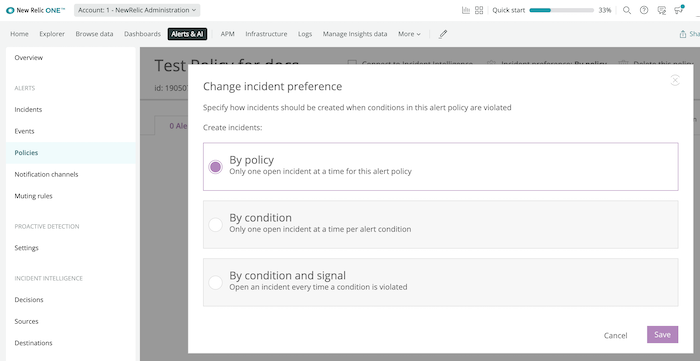 New Relic ONE™
Account: 1 - NewRelic Administration
Quick start 33%
Home Explorer Browse data Dashboards Alerts & AI APM Infrastructure Logs Manage Insights data More
Overview
ALERTS
Incidents
Events
Policies
Notification channels
Muting rules
PROACTIVE DETECTION
Settings
INCIDENT INTELLIGENCE
Decisions
Sources
Destinations
Test Policy for docs
Connect to Incident Intelligence
Incident preference: By policy
Delete this policy
id: 19050
0 Ale
Change incident preference
Specify how incidents should be created when conditions in this alert policy are violated
Create incidents:
By policy
Only one open incident at a time for this alert policy
By condition
Only one open incident at a time per alert condition
By condition and signal
Open an incident every time a condition is violated
Cancel
Save